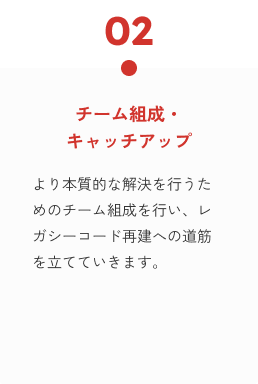 02
チーム組成・
キャッチアップ
より本質的な解決を行うた
めのチーム組成を行い、レ
ガシーコード再建への道筋
を立てていきます。